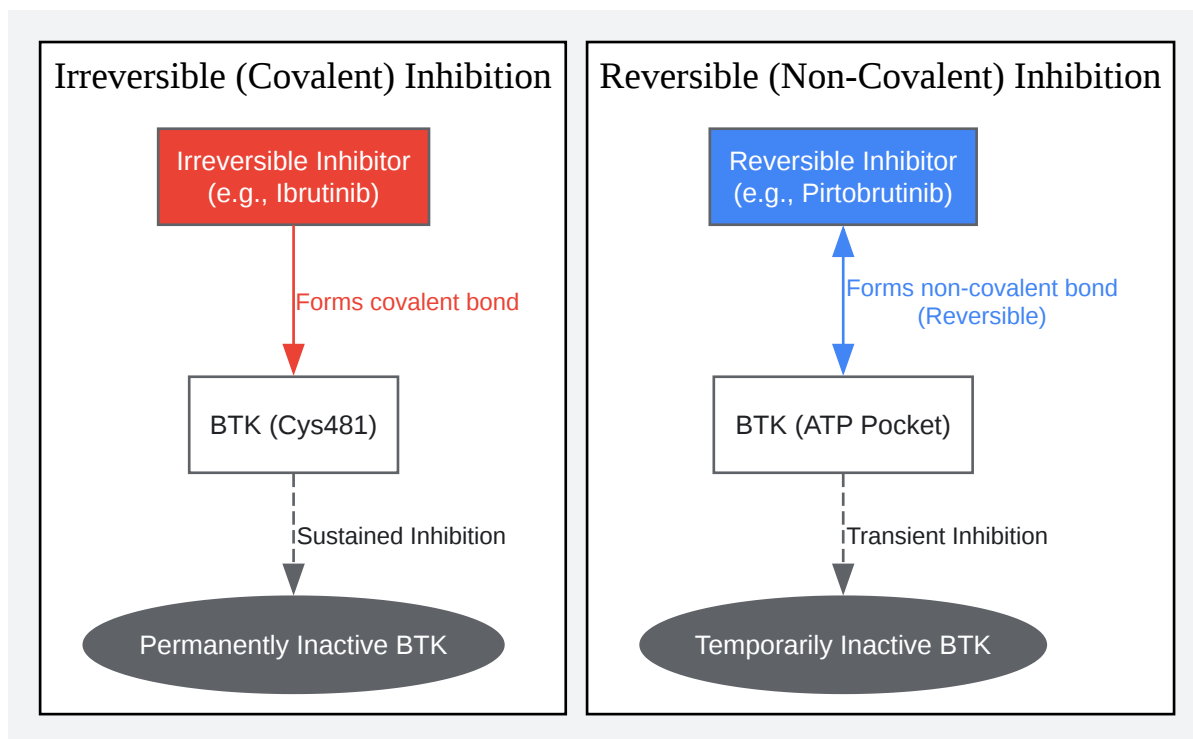 Irreversible (Covalent) Inhibition
Irreversible Inhibitor
(e.g., Ibrutinib)
Forms covalent bond
BTK (Cys481)
Sustained Inhibition
Permanently Inactive BTK
Reversible (Non-Covalent) Inhibition
Reversible Inhibitor
(e.g., Pirtobrutinib)
Forms non-covalent bond
(Reversible)
BTK (ATP Pocket)
Transient Inhibition
Temporarily Inactive BTK